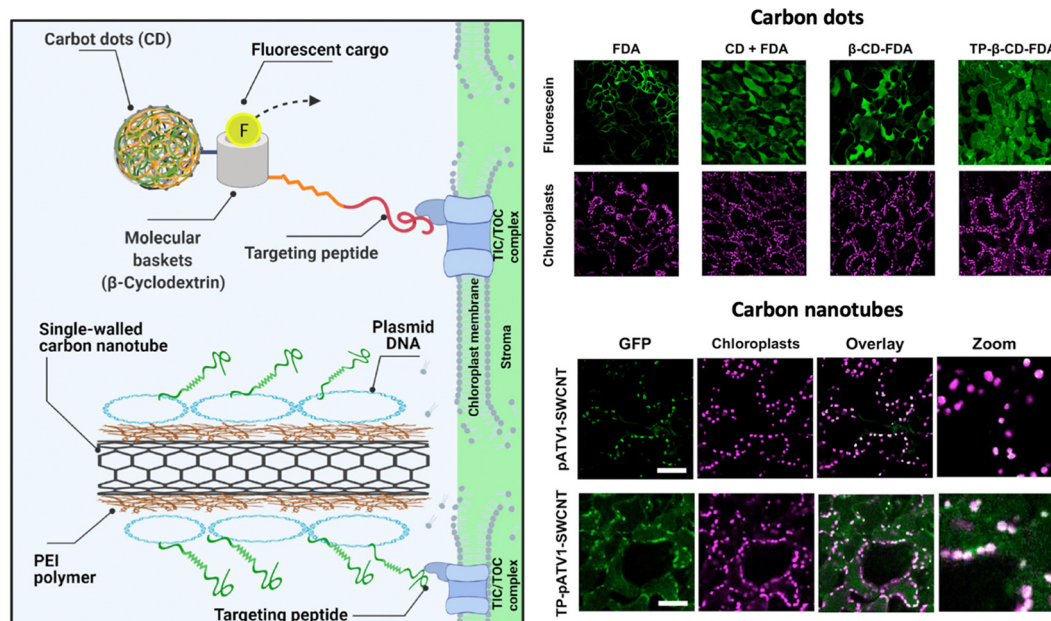 Carbot dots (CD)
Fluorescent cargo
F
Molecular
baskets
(β-Cyclodextrin)
Targeting peptide
TIC/TOC
complex
Single-walled
carbon nanotube
Plasmid
DNA
Chloroplast membrane
Stroma
PEI
polymer
Targeting peptide
TIC/TOC
complex
Carbon dots
FDA
CD + FDA
β-CD-FDA
TP-β-CD-FDA
Fluorescein
Chloroplasts
Carbon nanotubes
GFP
Chloroplasts
Overlay
Zoom
pATV1-SWCNT
TP-pATV1-SWCNT